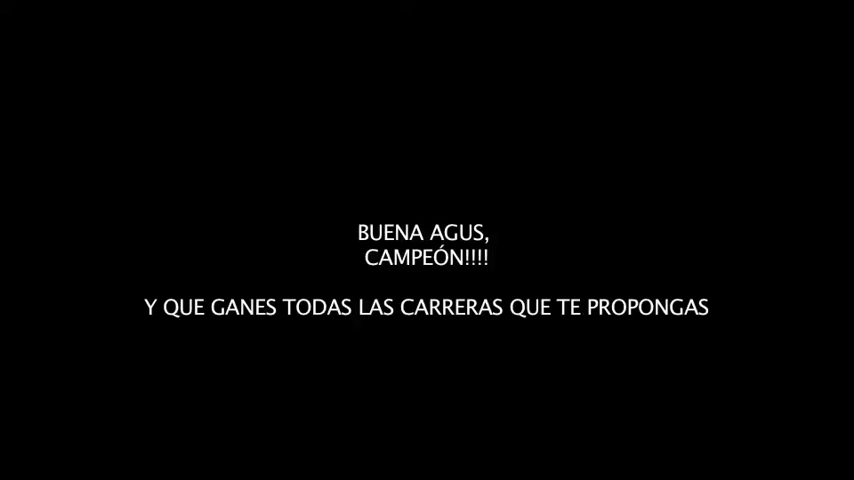 BUENA AGUS,
CAMPEÓN!!!!
Y QUE GANES TODAS LAS CARRERAS QUE TE PROPONGAS